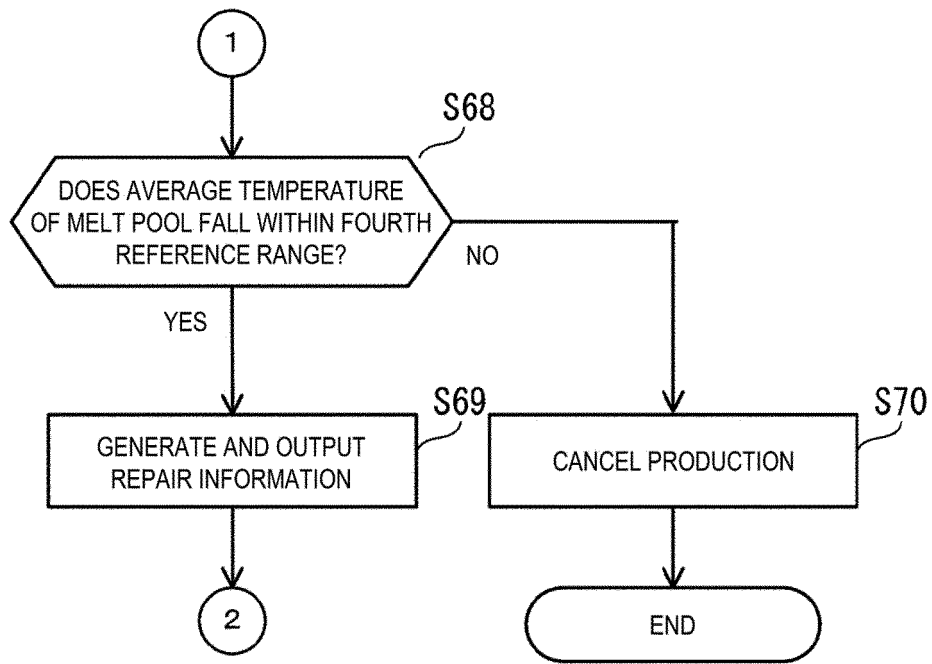 1
S68
DOES AVERAGE TEMPERATURE
OF MELT POOL FALL WITHIN FOURTH
REFERENCE RANGE?
NO
YES
S69
GENERATE AND OUTPUT
REPAIR INFORMATION
S70
CANCEL PRODUCTION
2
END